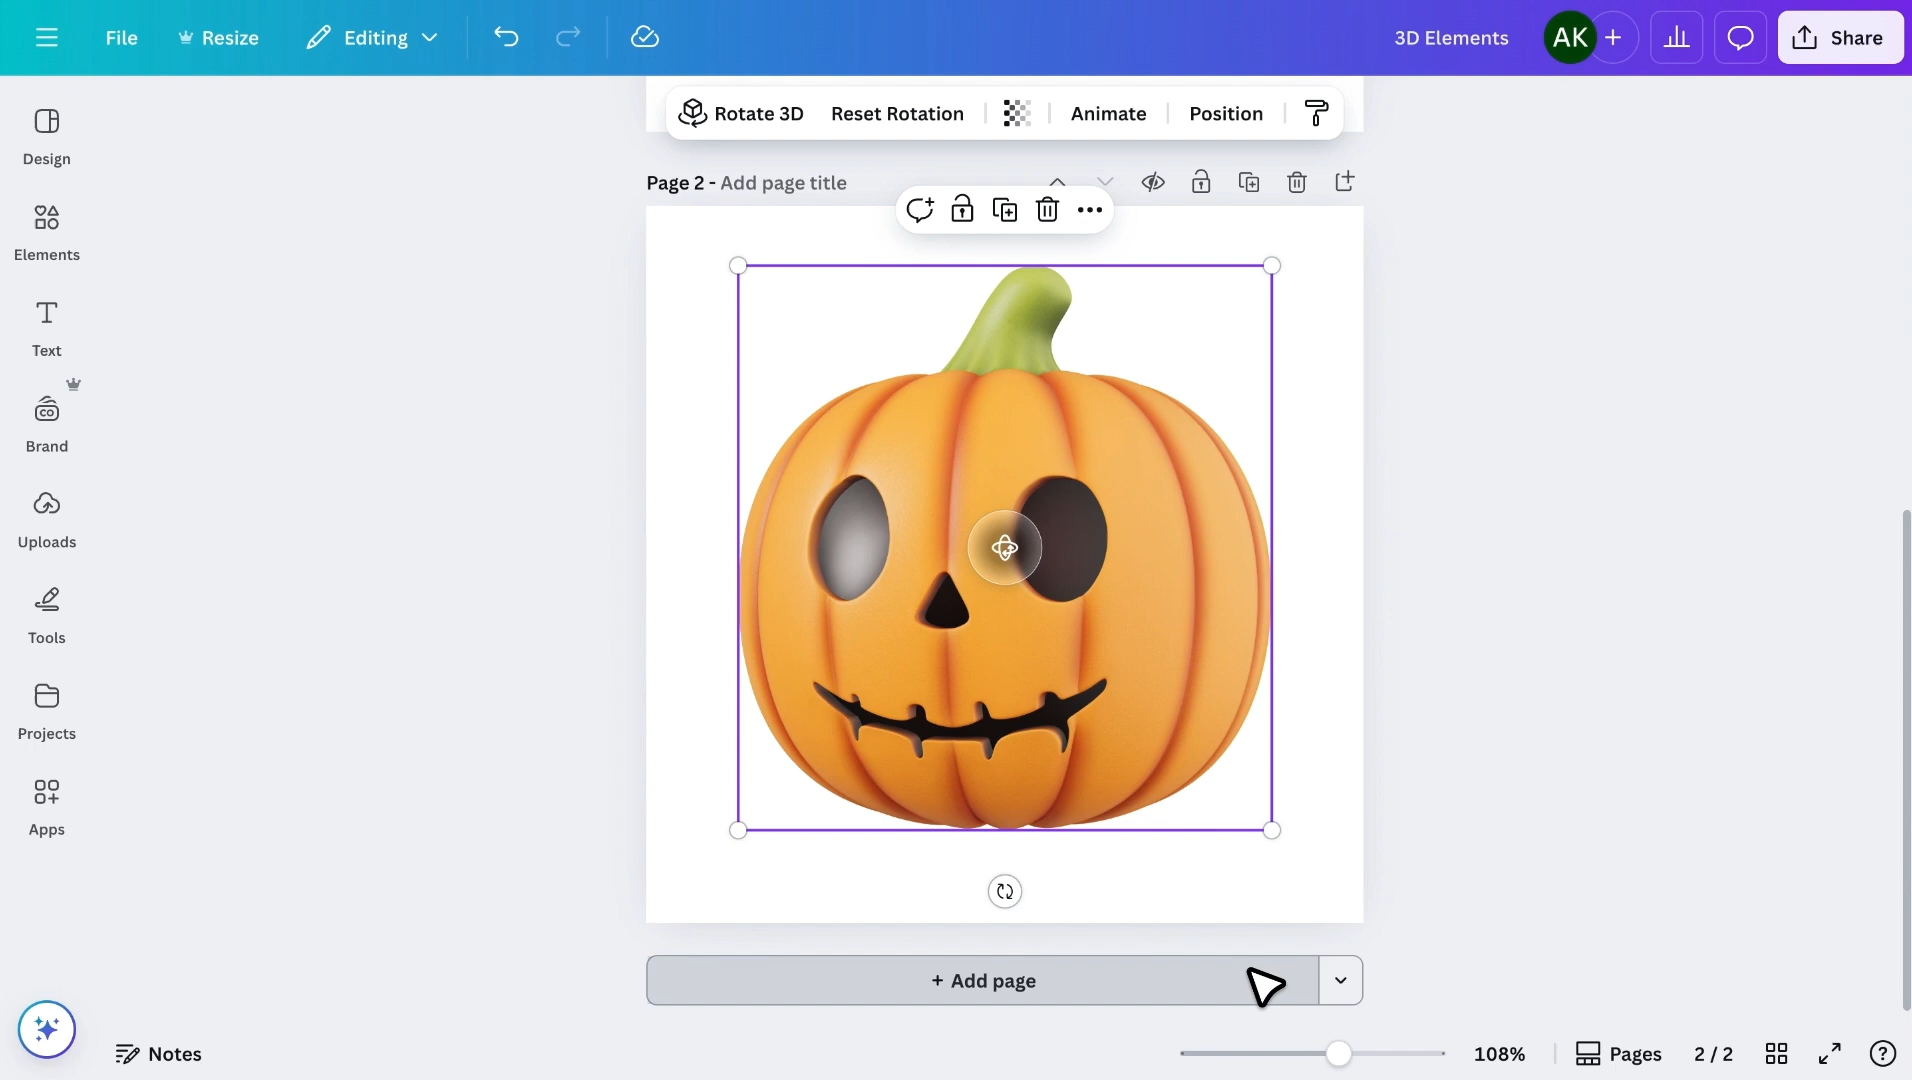 File
Resize
Editing
3D Elements
AK
Share
Rotate 3D
Reset Rotation
Animate
Position
Page 2 - Add page title
Design
Elements
Text
CO
Brand
Uploads
Tools
Projects
Apps
+ Add page
Notes
108%
Pages
2 / 2